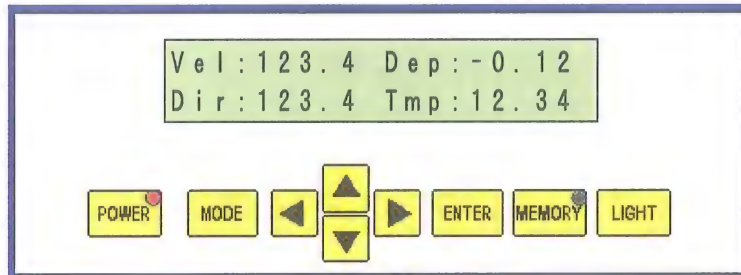 Vel:123.4 Dep:-0.12
Dir:123.4 Tmp:12.34
POWER MODE ENTER MEMORY LIGHT